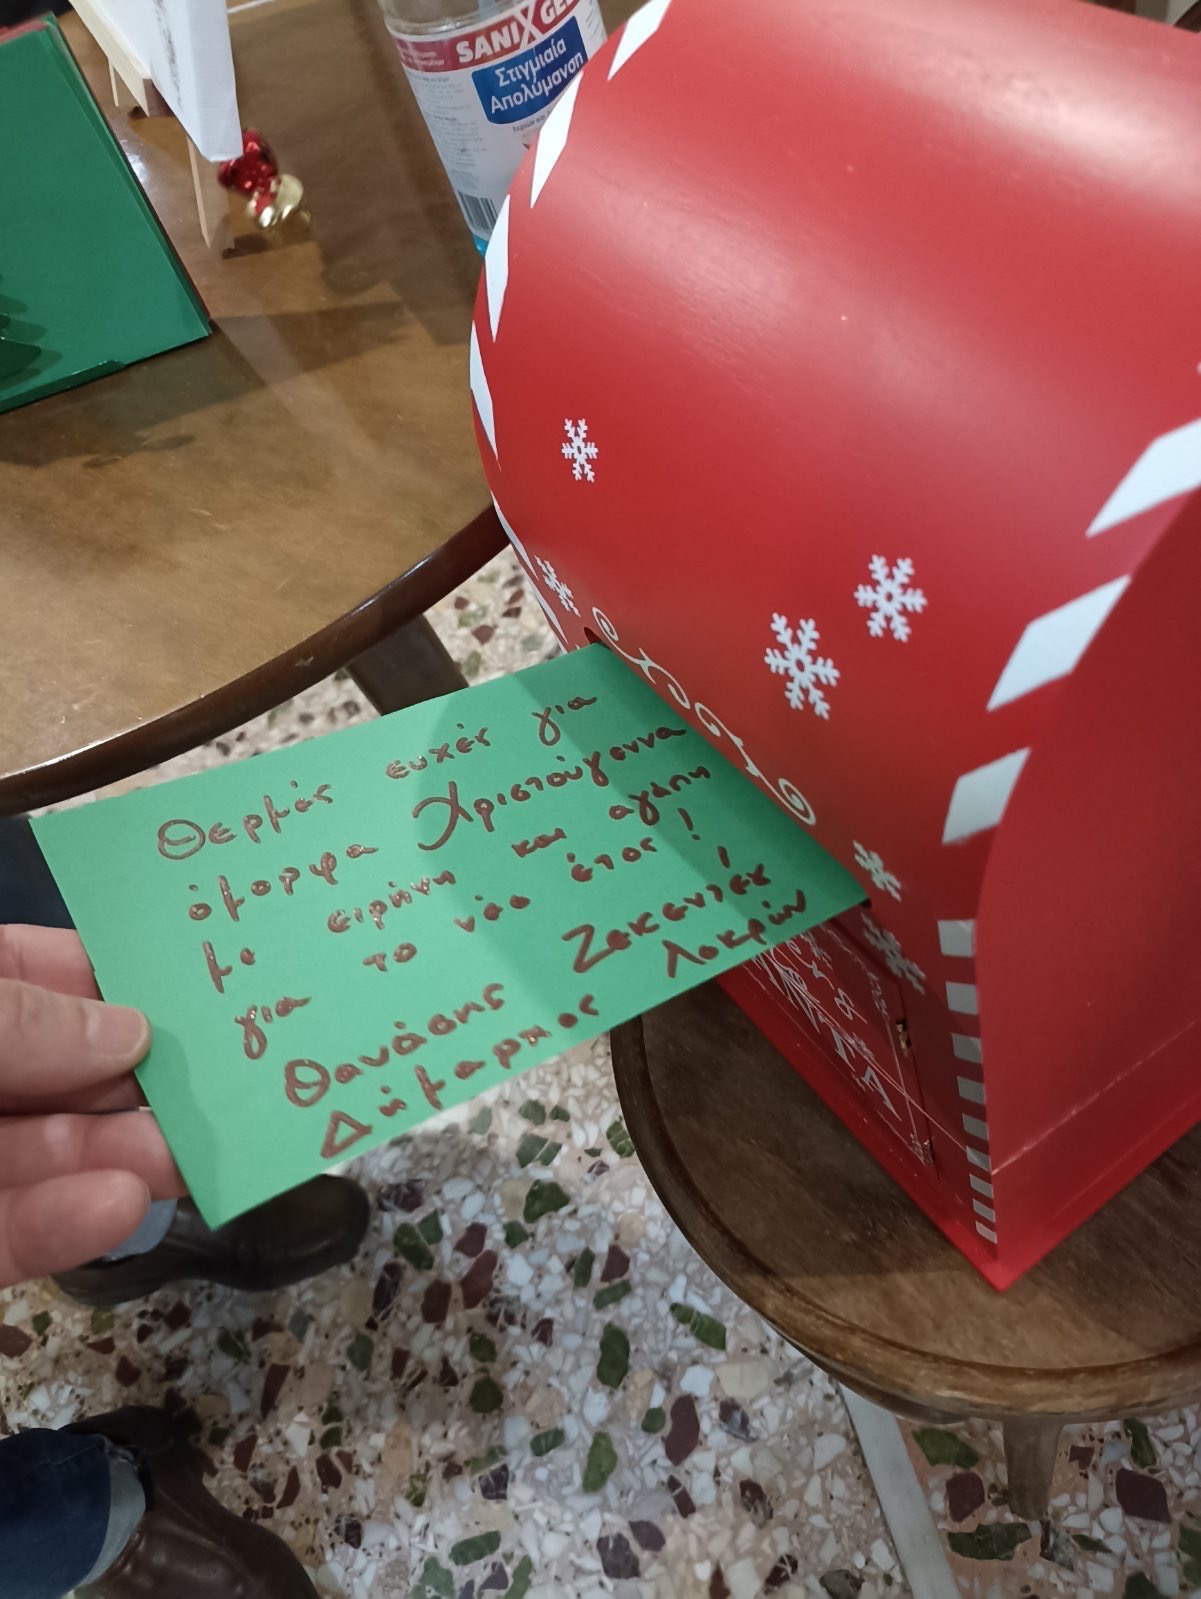 SANIX GEL
Στιγμιαία
Απολύμανση
Θερμές ευχές για
όμορφα Χριστούγεννα
με ειρήνη και αγάπη
για το νέο έτος!
Θανάσης Ζεκεντές
Δήμαρχος Λοκρών